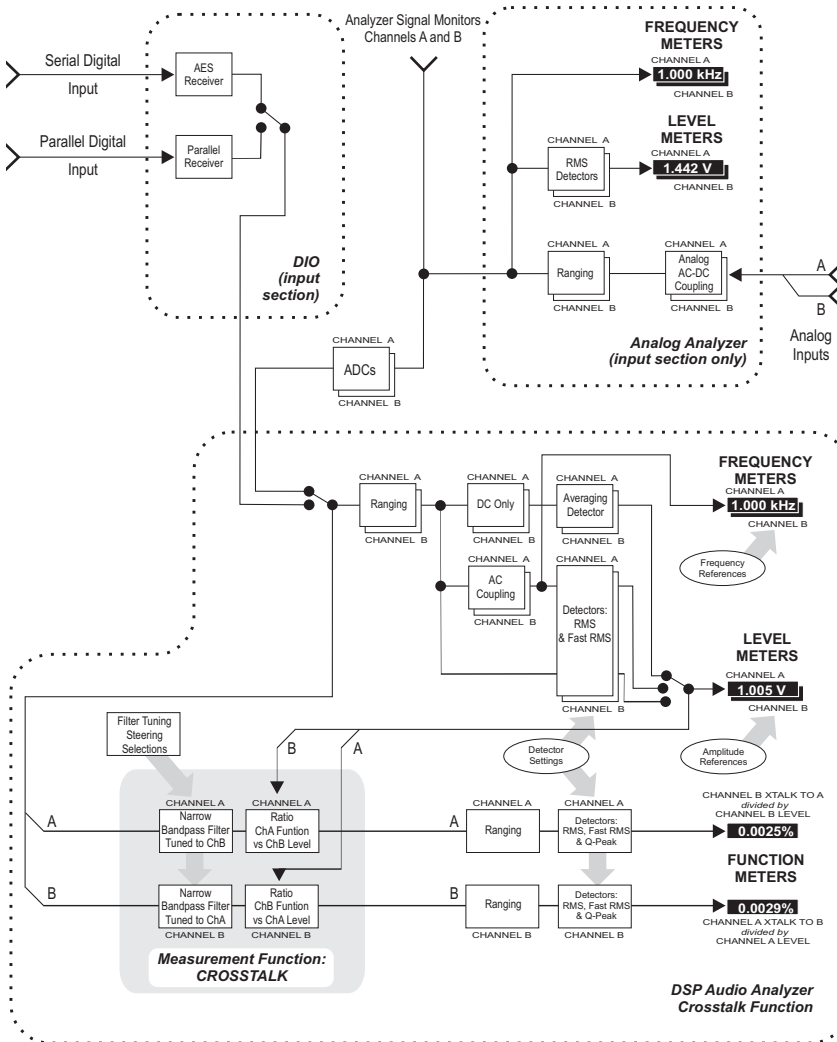 Analyzer Signal Monitors
Channels A and B
Serial Digital
Input
AES
Receiver
Parallel Digital
Input
Parallel
Receiver
DIO
(input
section)
FREQUENCY
METERS
CHANNEL A
1.000 kHz
CHANNEL B
LEVEL
METERS
CHANNEL A
1.442 V
CHANNEL B
CHANNEL A
RMS
Detectors
CHANNEL B
CHANNEL A
Ranging
CHANNEL B
CHANNEL A
Analog
AC-DC
Coupling
CHANNEL B
A
B
Analog
Inputs
Analog Analyzer
(input section only)
CHANNEL A
ADCs
CHANNEL B
CHANNEL A
Ranging
CHANNEL B
CHANNEL A
DC Only
CHANNEL B
CHANNEL A
Averaging
Detector
CHANNEL B
FREQUENCY
METERS
CHANNEL A
1.000 kHz
CHANNEL B
Frequency
References
CHANNEL A
AC
Coupling
CHANNEL B
CHANNEL A
Detectors:
RMS
& Fast RMS
CHANNEL B
LEVEL
METERS
CHANNEL A
1.005 V
CHANNEL B
Filter Tuning
Steering
Selections
B
A
Detector
Settings
Amplitude
References
A
CHANNEL A
Narrow
Bandpass Filter
Tuned to ChB
CHANNEL A
Ratio
ChA Funtion
vs ChB Level
A
CHANNEL A
Ranging
CHANNEL A
Detectors:
RMS, Fast RMS
& Q-Peak
CHANNEL B XTALK TO A
divided by
CHANNEL B LEVEL
0.0025%
B
Narrow
Bandpass Filter
Tuned to ChA
CHANNEL B
Ratio
ChB Funtion
vs ChA Level
CHANNEL B
B
Ranging
CHANNEL B
Detectors:
RMS, Fast RMS
& Q-Peak
CHANNEL B
FUNCTION
METERS
0.0029%
CHANNEL A XTALK TO B
divided by
CHANNEL A LEVEL
Measurement Function:
CROSSTALK
DSP Audio Analyzer
Crosstalk Function